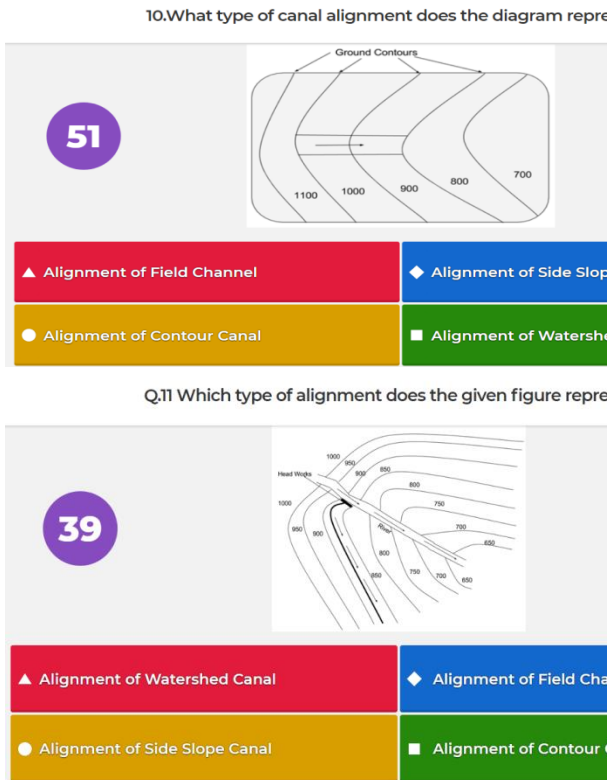 10.What type of canal alignment does the diagram repre
Ground Contours
51
1100 1000 900 800 700
Alignment of Field Channel
Alignment of Side Slop
Alignment of Contour Canal
Alignment of Watershe
Q.11 Which type of alignment does the given figure repre
1000
950
900
850
Head Works
800
1000
750
39
950
900
River
700
650
800
850
750
700
650
Alignment of Watershed Canal
Alignment of Field Cha
Alignment of Side Slope Canal
Alignment of Contour